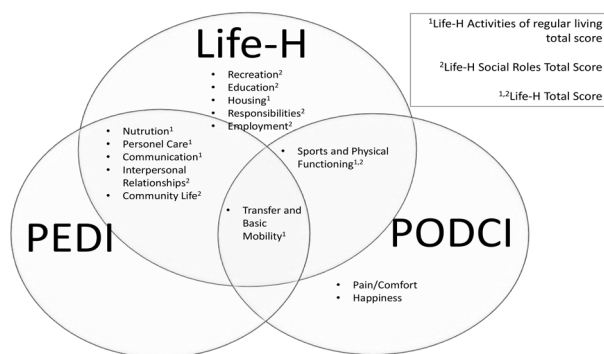 Life-H
• Recreation²
• Education²
• Housing¹
• Responsibilities²
• Employment²
¹Life-H Activities of regular living
total score
²Life-H Social Roles Total Score
¹,²Life-H Total Score
• Nutrution¹
• Personel Care¹
• Communication¹
• Interpersonal
Relationships²
• Community Life²
• Sports and Physical
Functioning¹,²
• Transfer and
Basic
Mobility¹
PEDI
PODCI
• Pain/Comfort
• Happiness